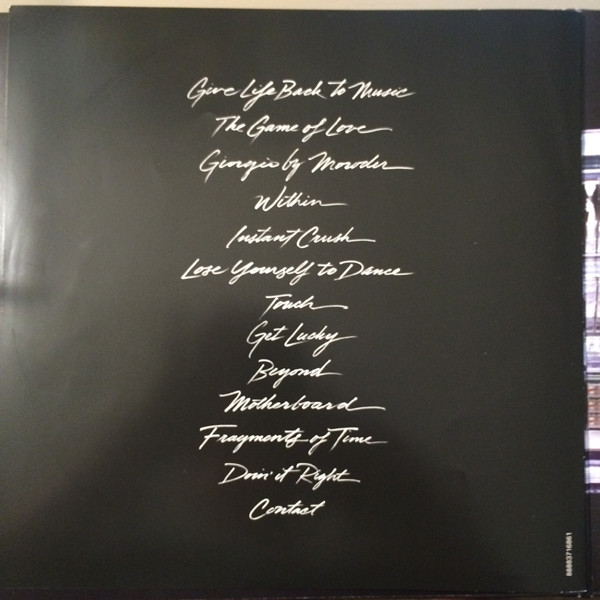 Give Life Back to Music
The Game of Love
Giorgio by Moroder
Within
Instant Crush
Lose Yourself to Dance
Touch
Get Lucky
Beyond
Motherboard
Fragments of Time
Doin' it Right
Contact
88883716861